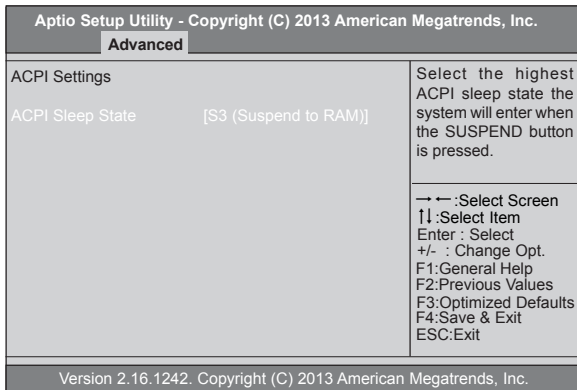 Aptio Setup Utility - Copyright (C) 2013 American Megatrends, Inc.
Advanced
ACPI Settings
ACPI Sleep State [S3 (Suspend to RAM)]
Select the highest
ACPI sleep state the
system will enter when
the SUSPEND button
is pressed.
→ ← :Select Screen
↑↓ :Select Item
Enter : Select
+/- : Change Opt.
F1:General Help
F2:Previous Values
F3:Optimized Defaults
F4:Save & Exit
ESC:Exit
Version 2.16.1242. Copyright (C) 2013 American Megatrends, Inc.